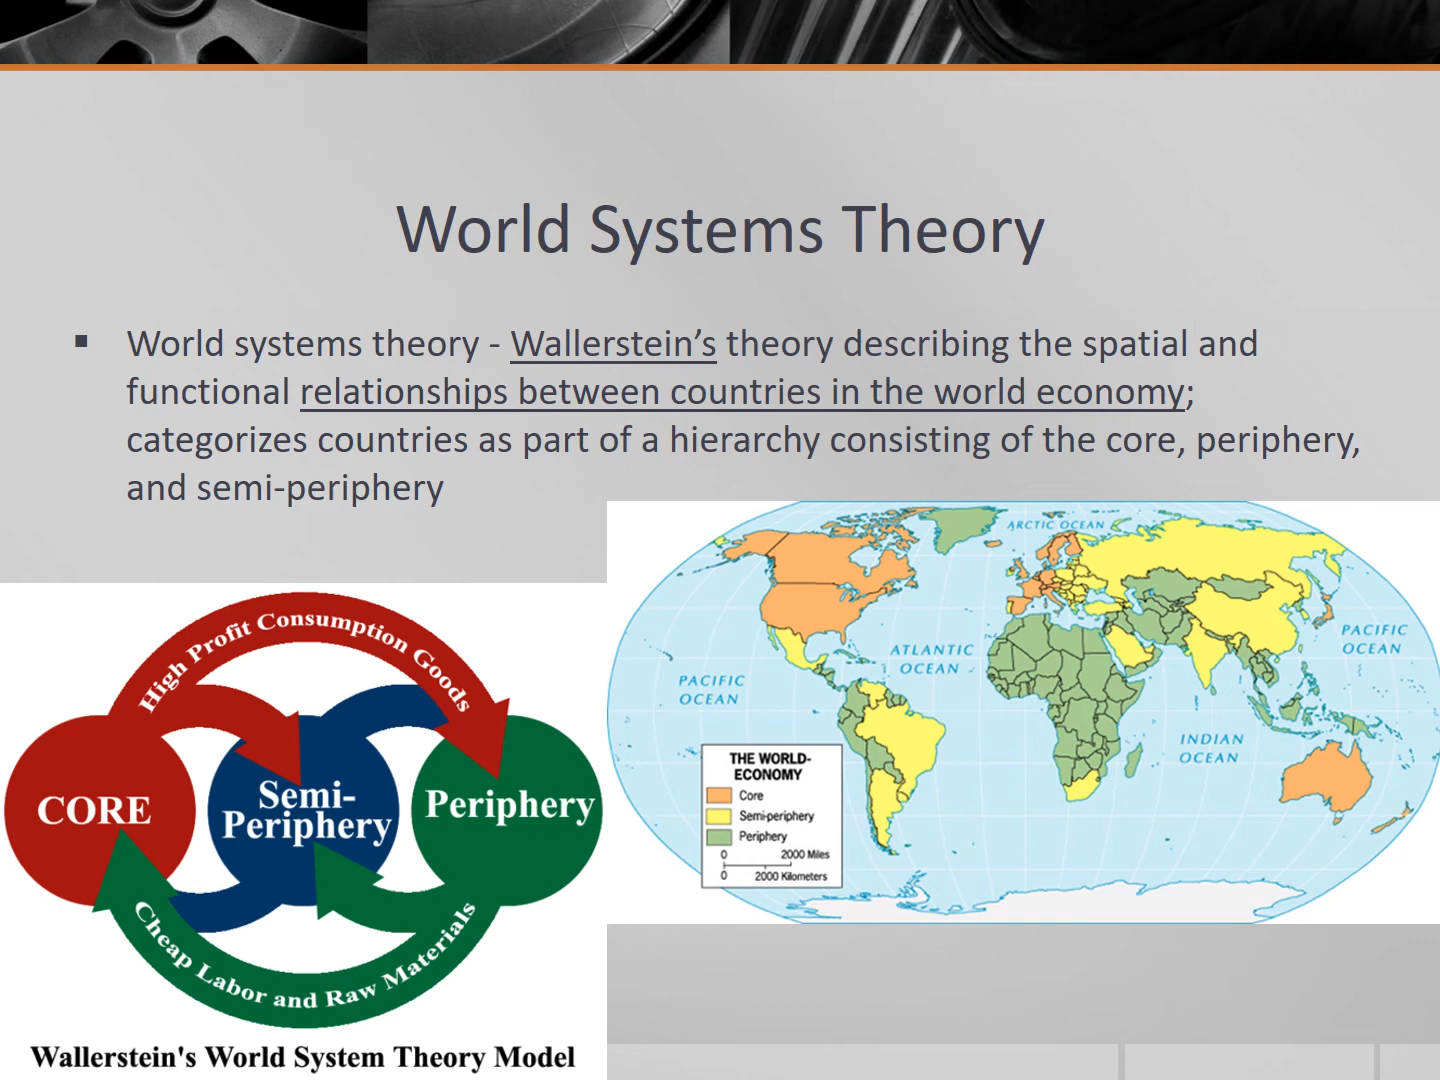 World Systems Theory
▪ World systems theory - Wallerstein’s theory describing the spatial and
functional relationships between countries in the world economy;
categorizes countries as part of a hierarchy consisting of the core, periphery,
and semi-periphery
High Profit Consumption Goods
CORE
Semi-
Periphery
Periphery
Cheap Labor and Raw Materials
Wallerstein's World System Theory Model
ARCTIC OCEAN
ATLANTIC
OCEAN
PACIFIC
OCEAN
PACIFIC
OCEAN
INDIAN
OCEAN
THE WORLD-
ECONOMY
Core
Semi-periphery
Periphery
0 2000 Miles
0 2000 Kilometers